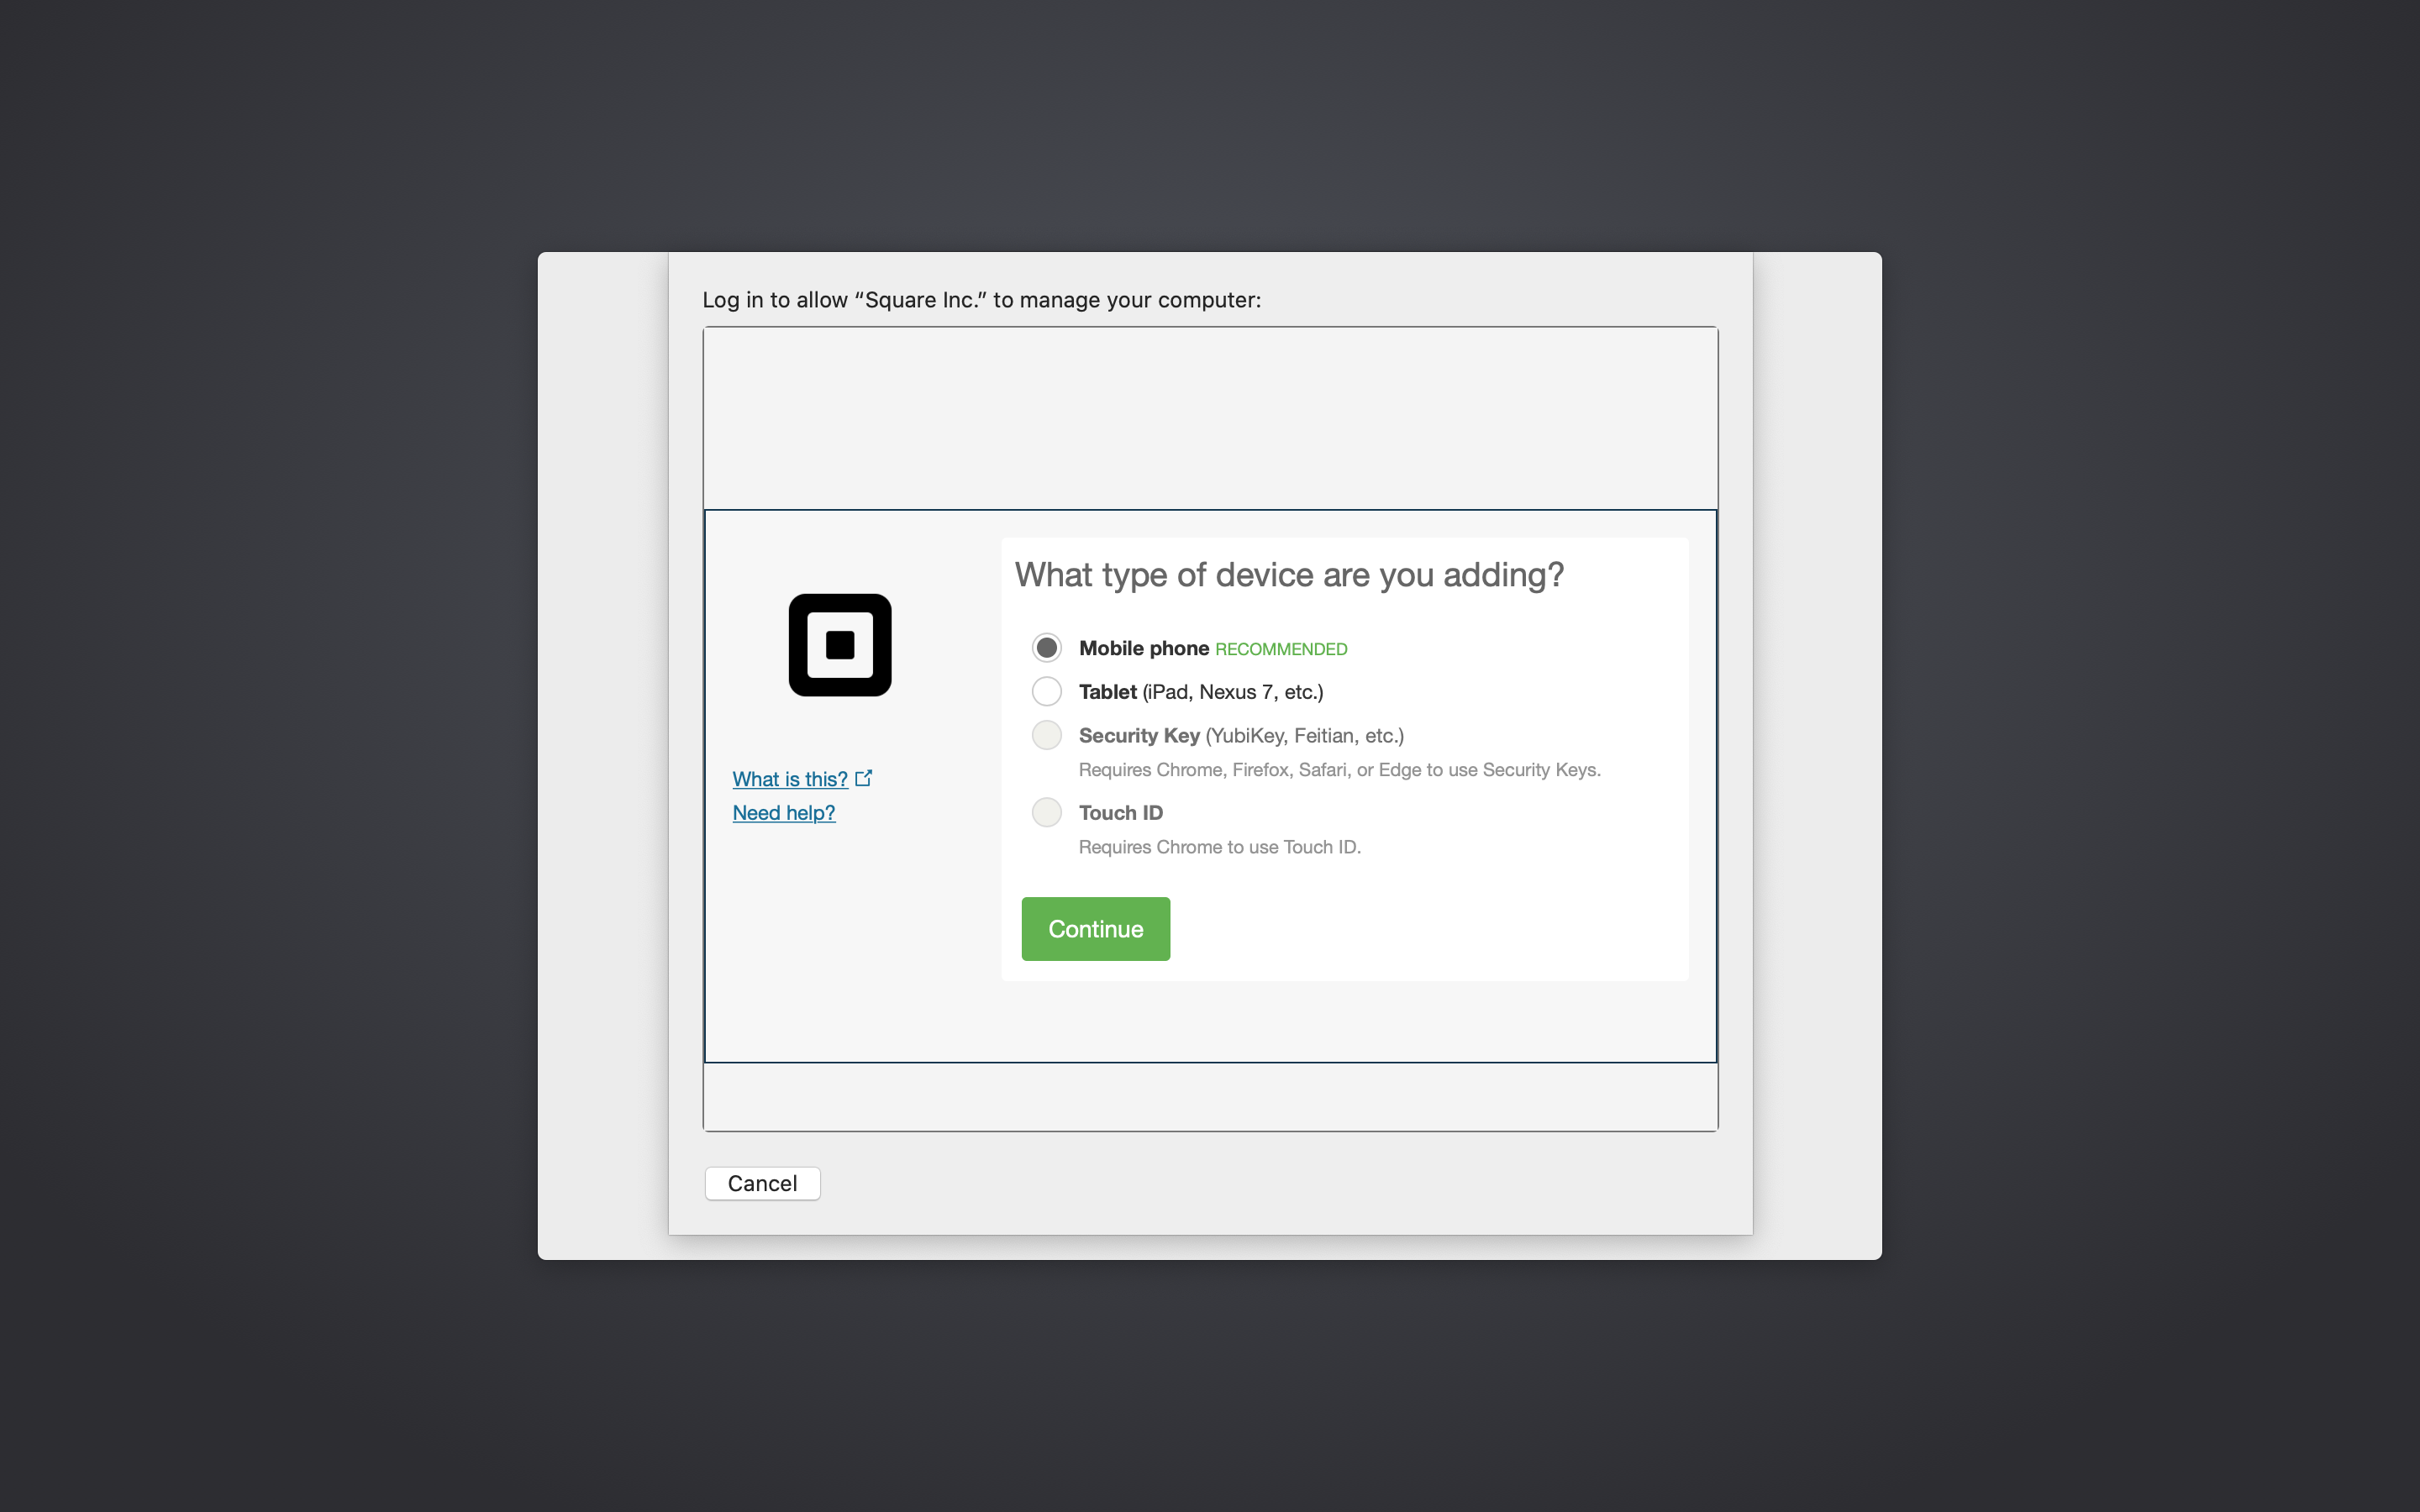 Log in to allow “Square Inc.” to manage your computer:
What type of device are you adding?
Mobile phone RECOMMENDED
Tablet (iPad, Nexus 7, etc.)
Security Key (YubiKey, Feitian, etc.)
Requires Chrome, Firefox, Safari, or Edge to use Security Keys.
Touch ID
Requires Chrome to use Touch ID.
Continue
What is this?
Need help?
Cancel